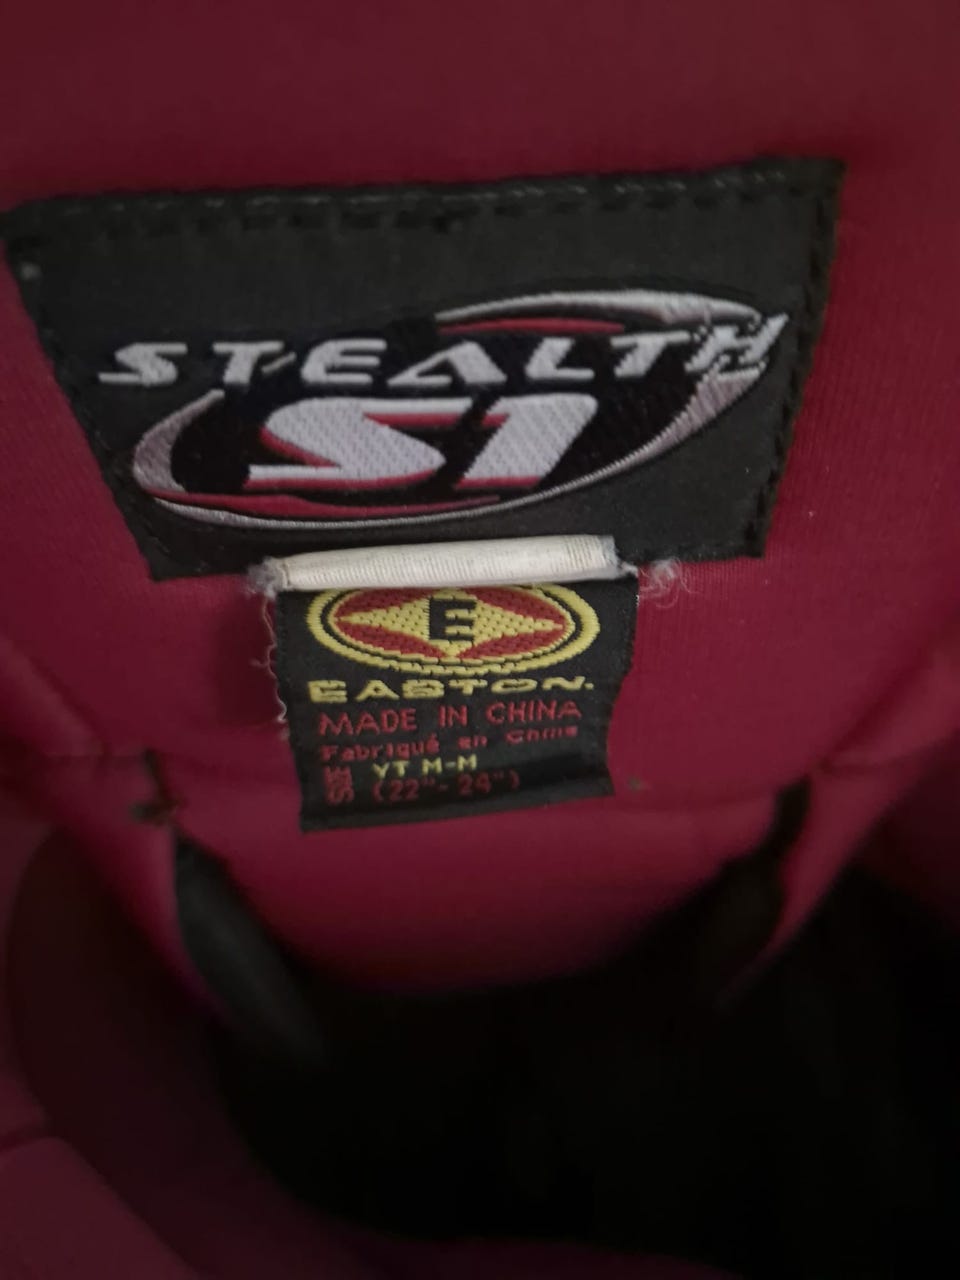 STEALTH
S1
E
EASTON.
MADE IN CHINA
Fabriqué en Chine
YT M-M
(22"-24")